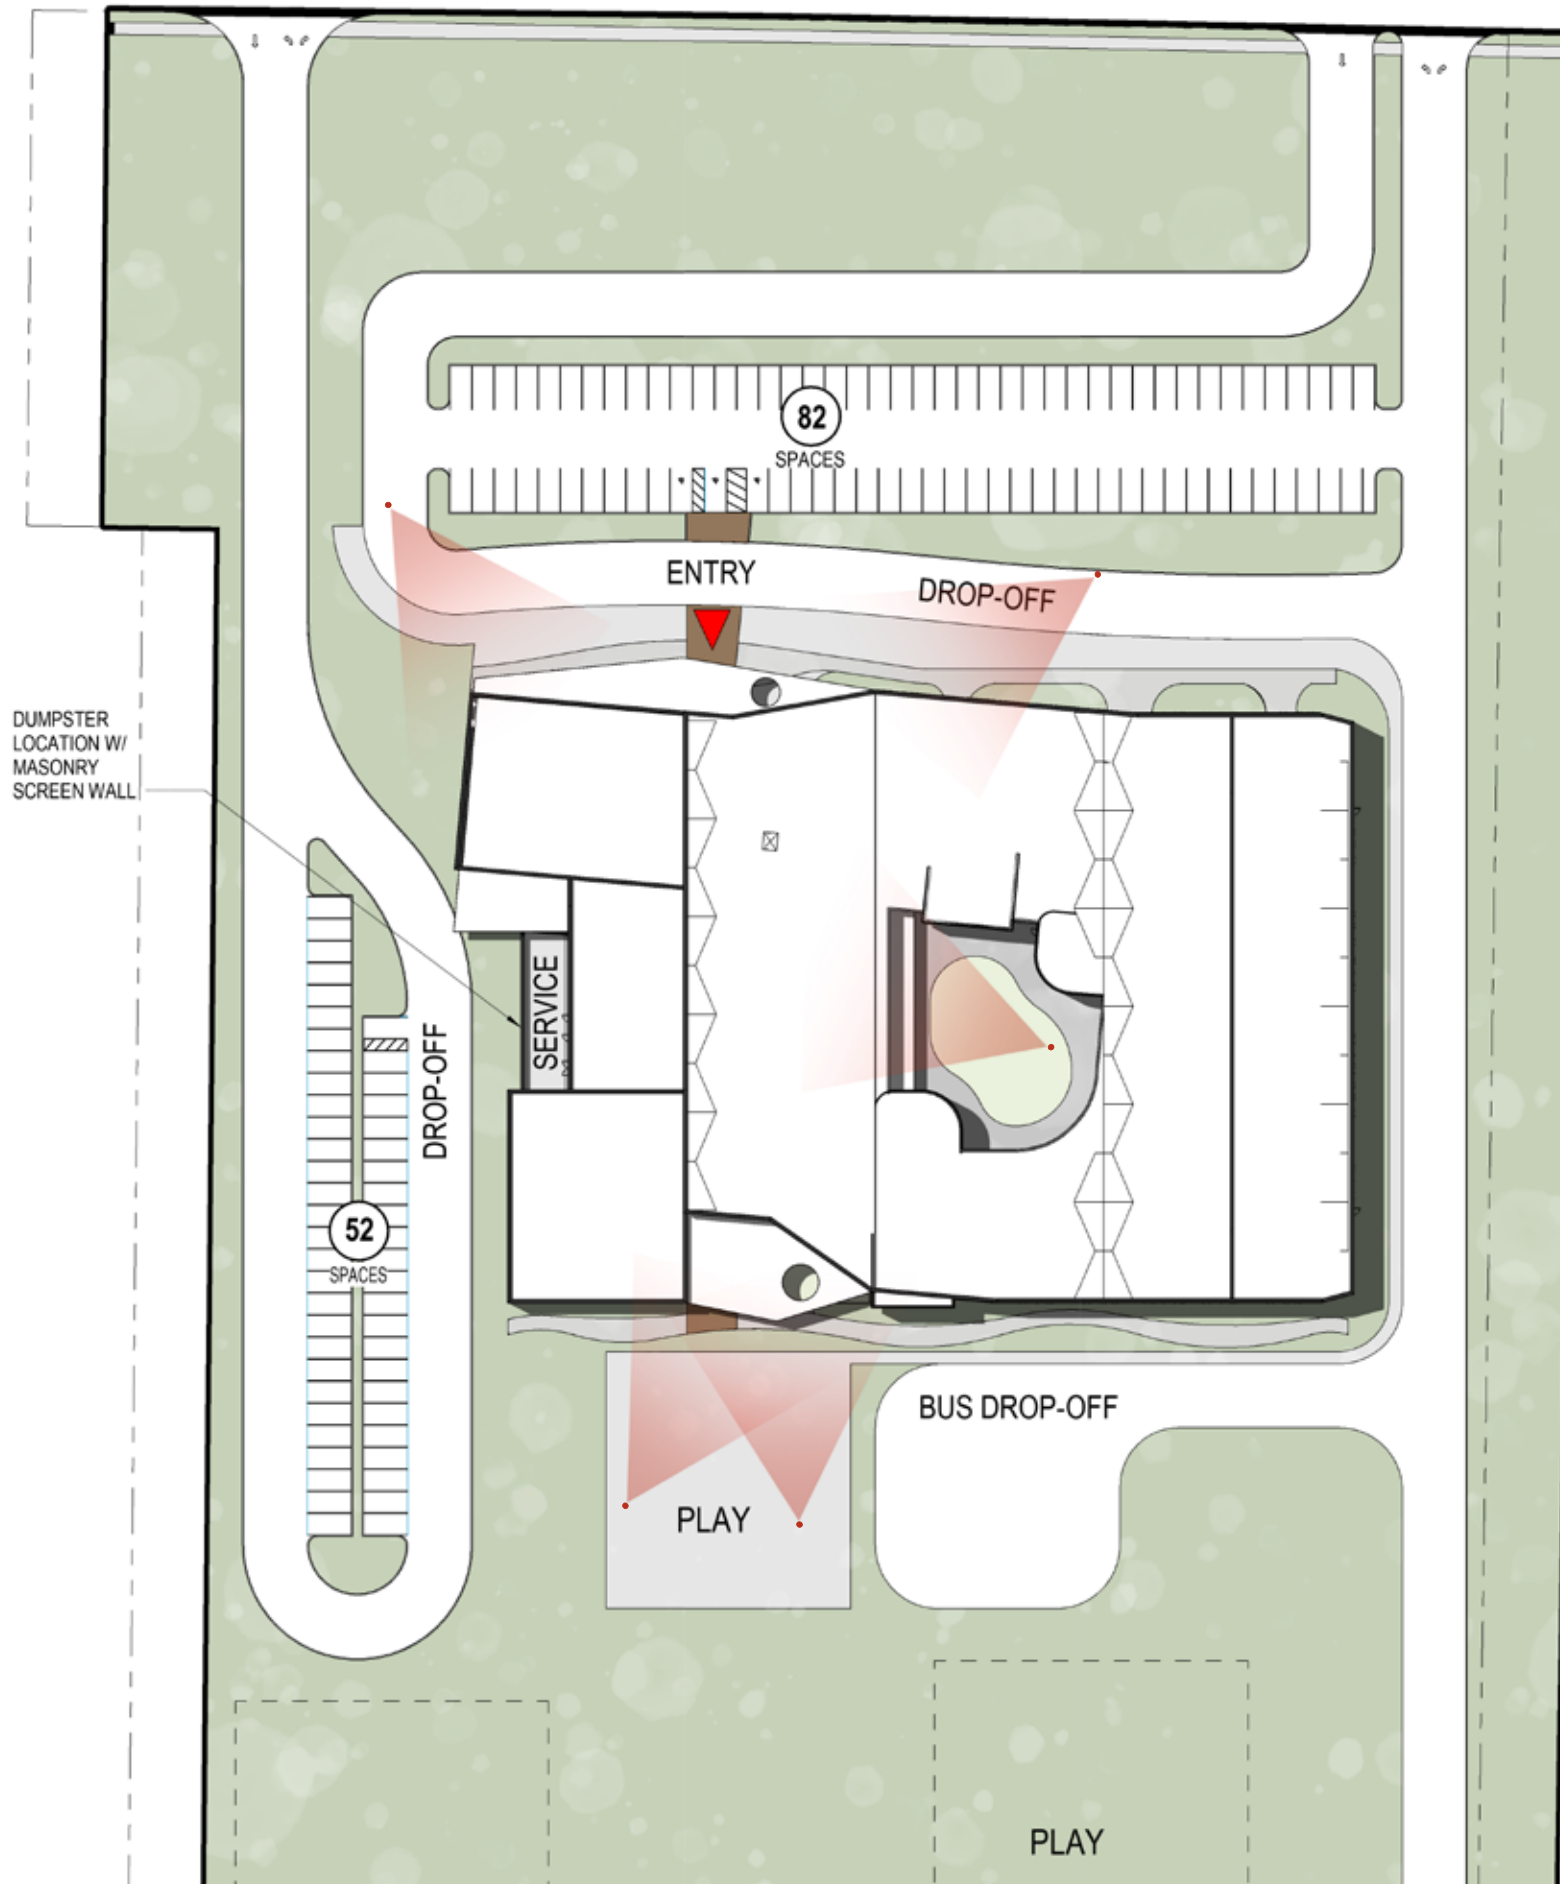 82
SPACES
ENTRY
DROP-OFF
DUMPSTER
LOCATION W/
MASONRY
SCREEN WALL
SERVICE
DROP-OFF
52
SPACES
BUS DROP-OFF
PLAY
PLAY